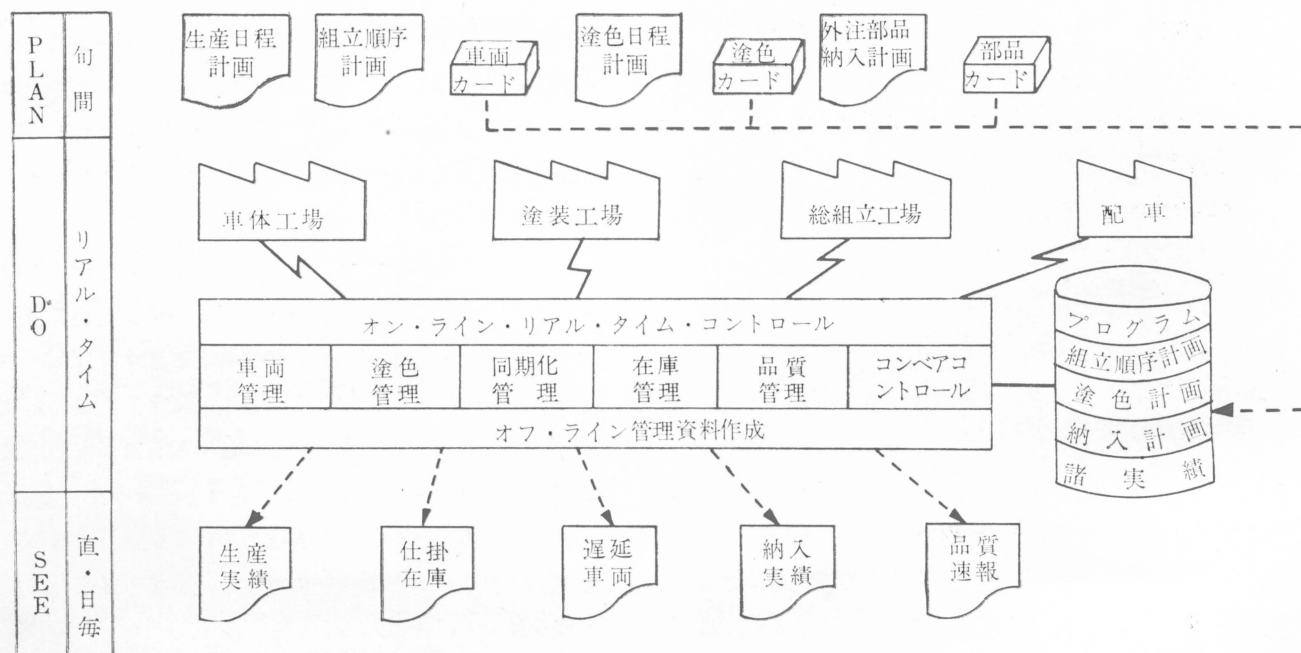 PLAN
旬間
生産日程
計画
組立順序
計画
車両
カード
塗色日程
計画
塗色
カード
外注部品
納入計画
部品
カード
DO
リアル・タイム
車体工場
塗装工場
総組立工場
配車
オン・ライン・リアル・タイム・コントロール
車両
管理
塗色
管理
同期化
管理
在庫
管理
品質
管理
コンベアコ
ントロール
オフ・ライン管理資料作成
プログラム
組立順序計画
塗色計画
納入計画
諸実績
SEE
直・日毎
生産
実績
仕掛
在庫
遅延
車両
納入
実績
品質
速報